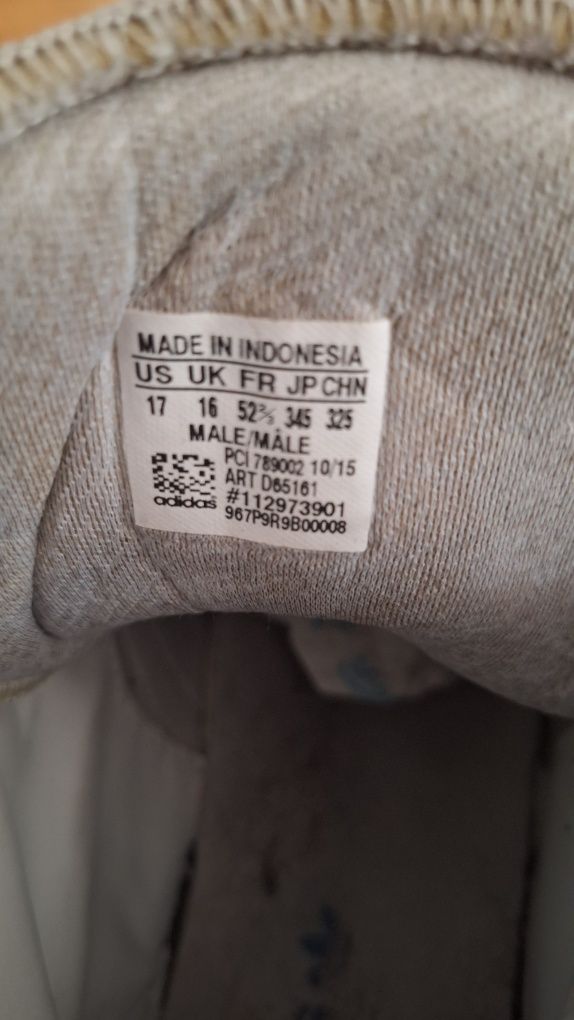 MADE IN INDONESIA
US UK FR JP CHN
17 16 52⅔ 345 325
MALE/MÂLE
PCI 789002 10/15
ART D65161
adidas #112973901
967P9R9B00008